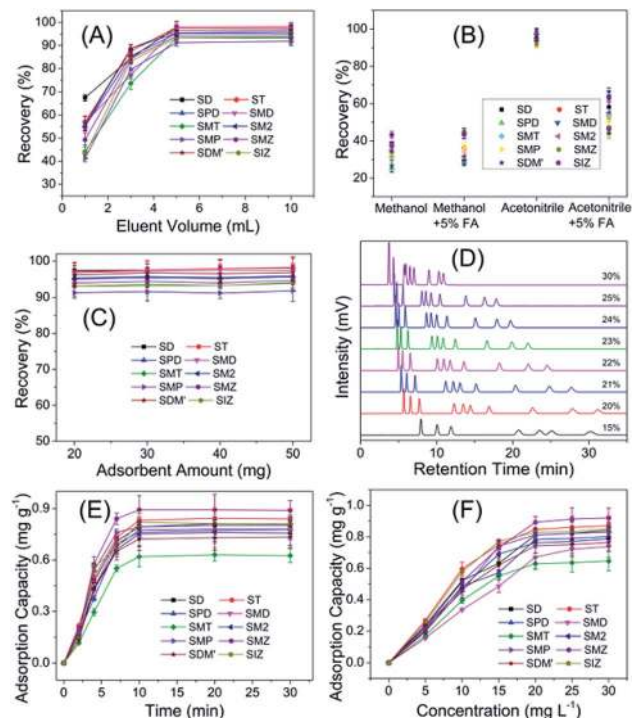 (A)
Recovery (%)
100
90
80
70
60
50
40
30
SD ST
SPD SMD
SMT SM2
SMP SMZ
SDM' SIZ
0 2 4 6 8 10
Eluent Volume (mL)
(B)
Recovery (%)
100
80
60
40
20
SD ST
SPD SMD
SMT SM2
SMP SMZ
SDM' SIZ
Methanol Methanol Acetonitrile Acetonitrile
+5% FA +5% FA
(C)
Recovery (%)
100
95
90
85
80
75
70
65
60
55
50
SD ST
SPD SMD
SMT SM2
SMP SMZ
SDM' SIZ
20 30 40 50
Adsorbent Amount (mg)
(D)
Intensity (mV)
30%
25%
24%
23%
22%
21%
20%
15%
0 10 20 30
Retention Time (min)
(E)
Adsorption Capacity (mg g-1)
0.9
0.6
0.3
0.0
SD ST
SPD SMD
SMT SM2
SMP SMZ
SDM' SIZ
0 5 10 15 20 25 30
Time (min)
(F)
Adsorption Capacity (mg g-1)
1.0
0.8
0.6
0.4
0.2
0.0
SD ST
SPD SMD
SMT SM2
SMP SMZ
SDM' SIZ
0 5 10 15 20 25 30
Concentration (mg L-1)